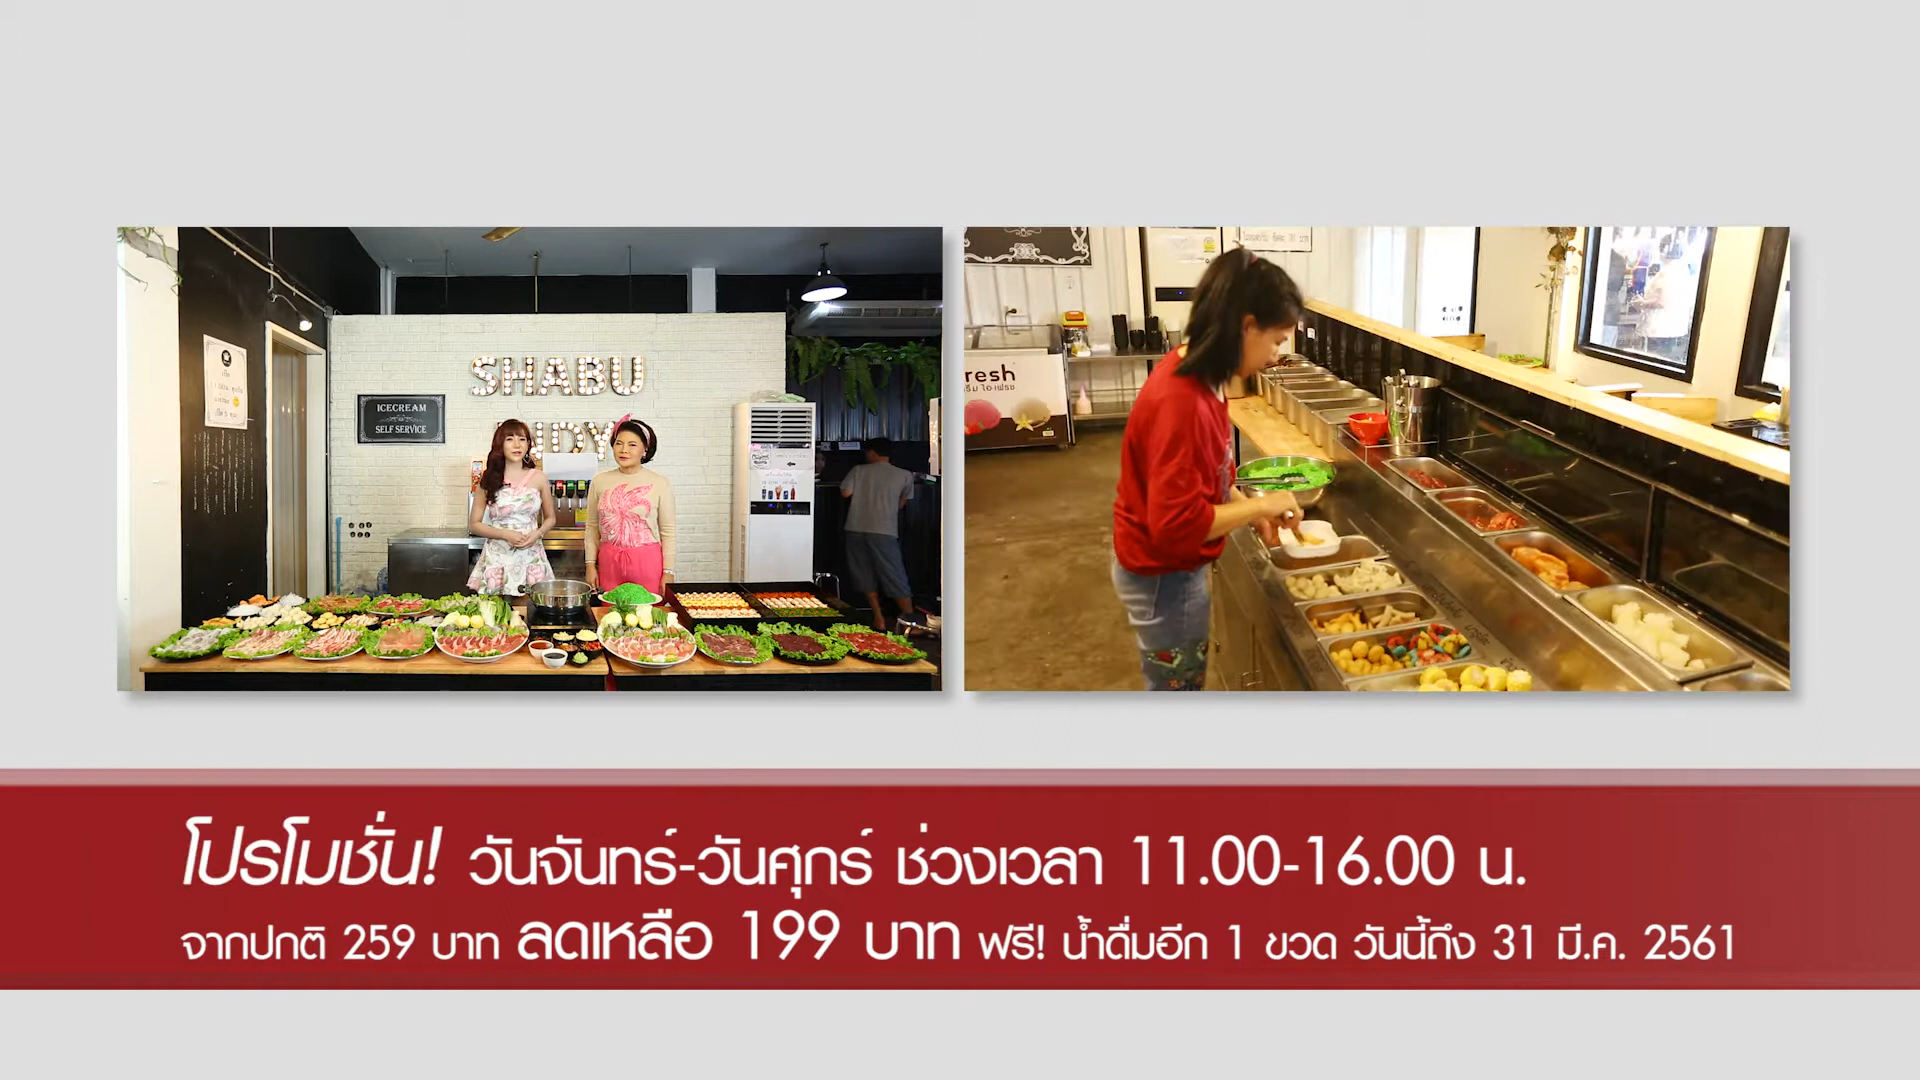 SHABU
INDY
ICECREAM
SELF SERVICE
resh
โปรโมชั่น! วันจันทร์-วันศุกร์ ช่วงเวลา 11.00-16.00 น.
จากปกติ 259 บาท ลดเหลือ 199 บาท ฟรี! น้ำดื่มอีก 1 ขวด วันนี้ถึง 31 มี.ค. 2561